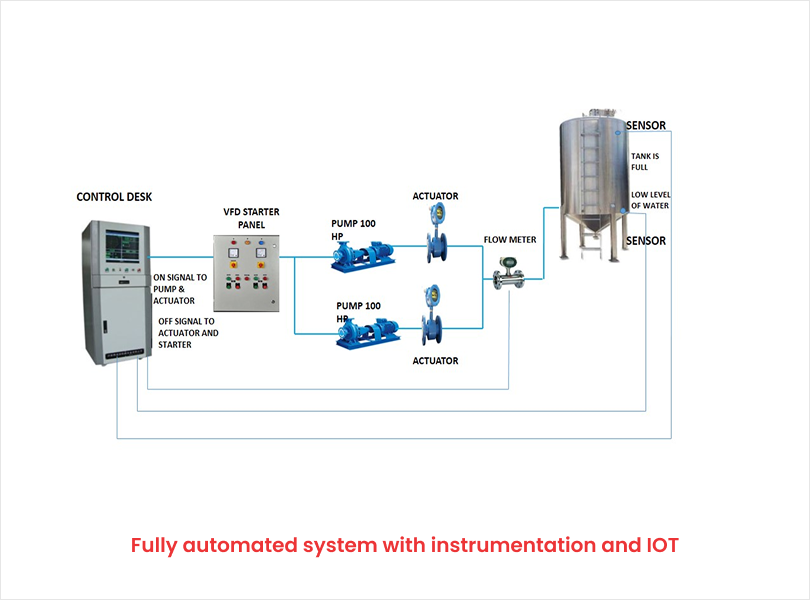 SENSOR
TANK IS
FULL
LOW LEVEL
OF WATER
SENSOR
CONTROL DESK
VFD STARTER
PANEL
PUMP 100
HP
ACTUATOR
FLOW METER
ON SIGNAL TO
PUMP &
ACTUATOR
OFF SIGNAL TO
ACTUATOR AND
STARTER
PUMP 100
HP
ACTUATOR
Fully automated system with instrumentation and IOT